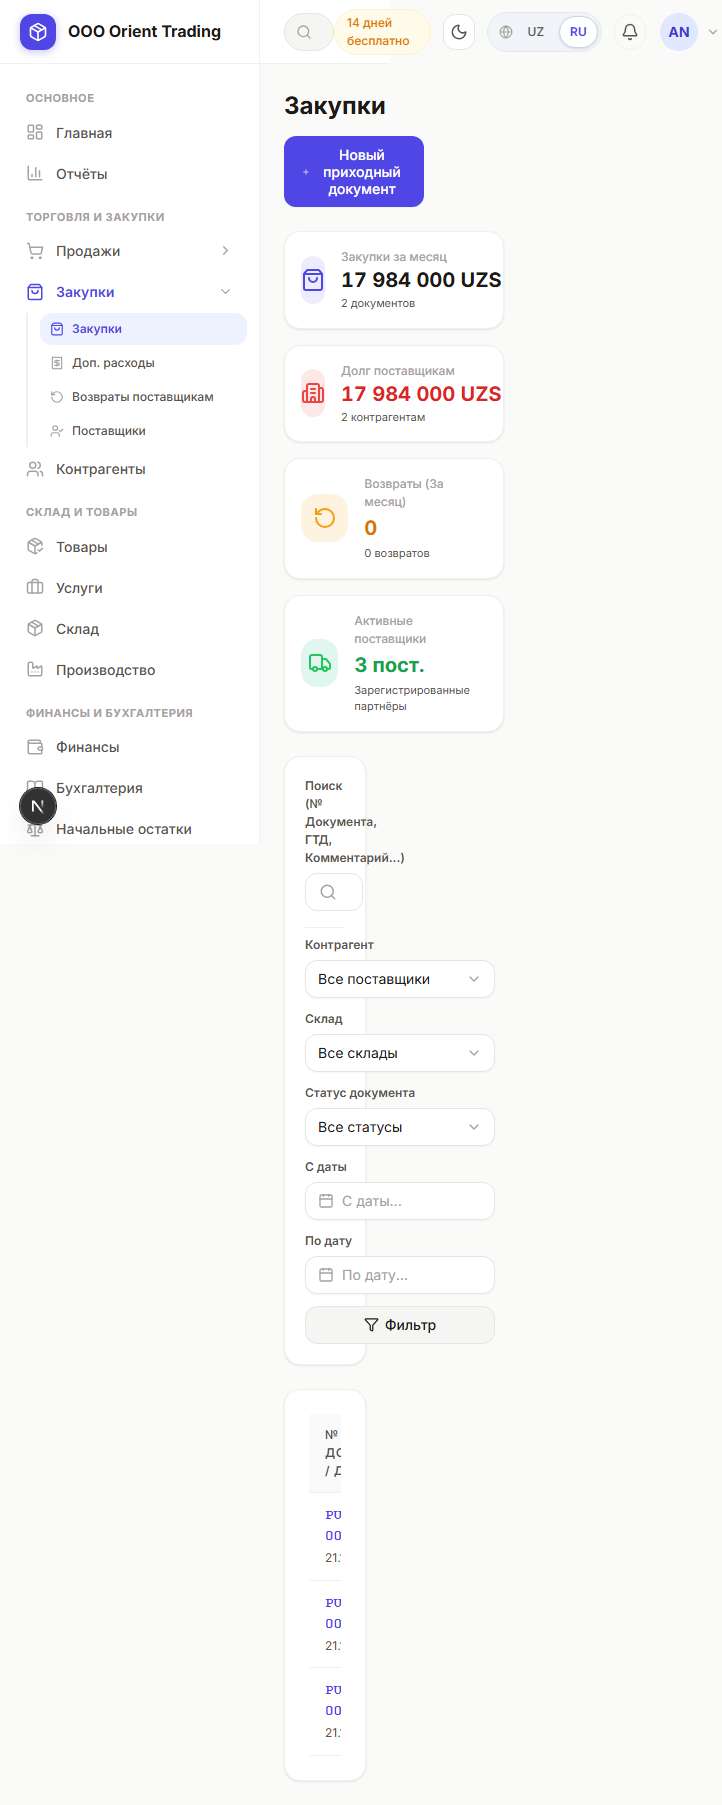 OOO Orient Trading
14 дней
бесплатно
UZ
RU
AN
ОСНОВНОЕ
Главная
Отчёты
ТОРГОВЛЯ И ЗАКУПКИ
Продажи
Закупки
Закупки
Доп. расходы
Возвраты поставщикам
Поставщики
Контрагенты
СКЛАД И ТОВАРЫ
Товары
Услуги
Склад
Производство
ФИНАНСЫ И БУХГАЛТЕРИЯ
Финансы
Бухгалтерия
Начальные остатки
N
Закупки
+ Новый
приходный
документ
Закупки за месяц
17 984 000 UZS
2 документов
Долг поставщикам
17 984 000 UZS
2 контрагентам
Возвраты (За
месяц)
0
0 возвратов
Активные
поставщики
3 пост.
Зарегистрированные
партнёры
Поиск
(№
Документа,
ГТД,
Комментарий...)
Контрагент
Все поставщики
Склад
Все склады
Статус документа
Все статусы
С даты
С даты...
По дату
По дату...
Фильтр
№
ДО
/ Д
PU
00
21.
PU
00
21.
PU
00
21.